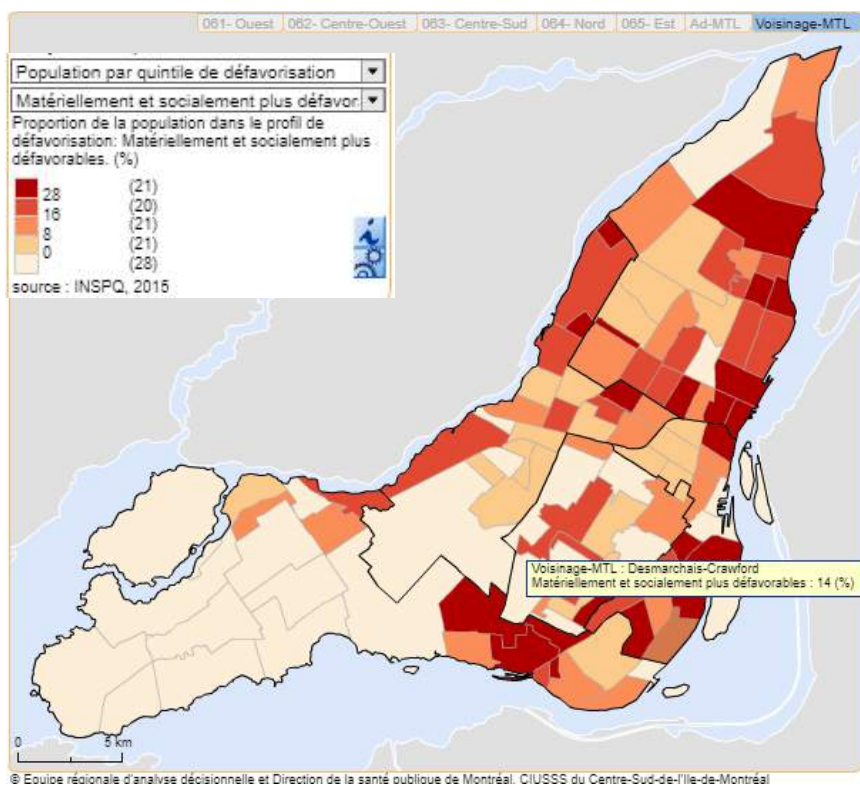 061- Ouest 062- Centre-Ouest 063- Centre-Sud 064- Nord 065- Est Ad-MTL Voisinage-MTL
Population par quintile de défavorisation
Matériellement et socialement plus défavor
Proportion de la population dans le profil de
défavorisation: Matériellement et socialement plus
défavorables. (%)
(21)
28
(20)
16
(21)
8
(21)
0
(28)
source : INSPQ, 2015
Voisinage-MTL : Desmarchais-Crawford
Matériellement et socialement plus défavorables : 14 (%)
0 5 km
© Equipe régionale d'analyse décisionnelle et Direction de la santé publique de Montréal, CIUSSS du Centre-Sud-de-l'Ile-de-Montréal